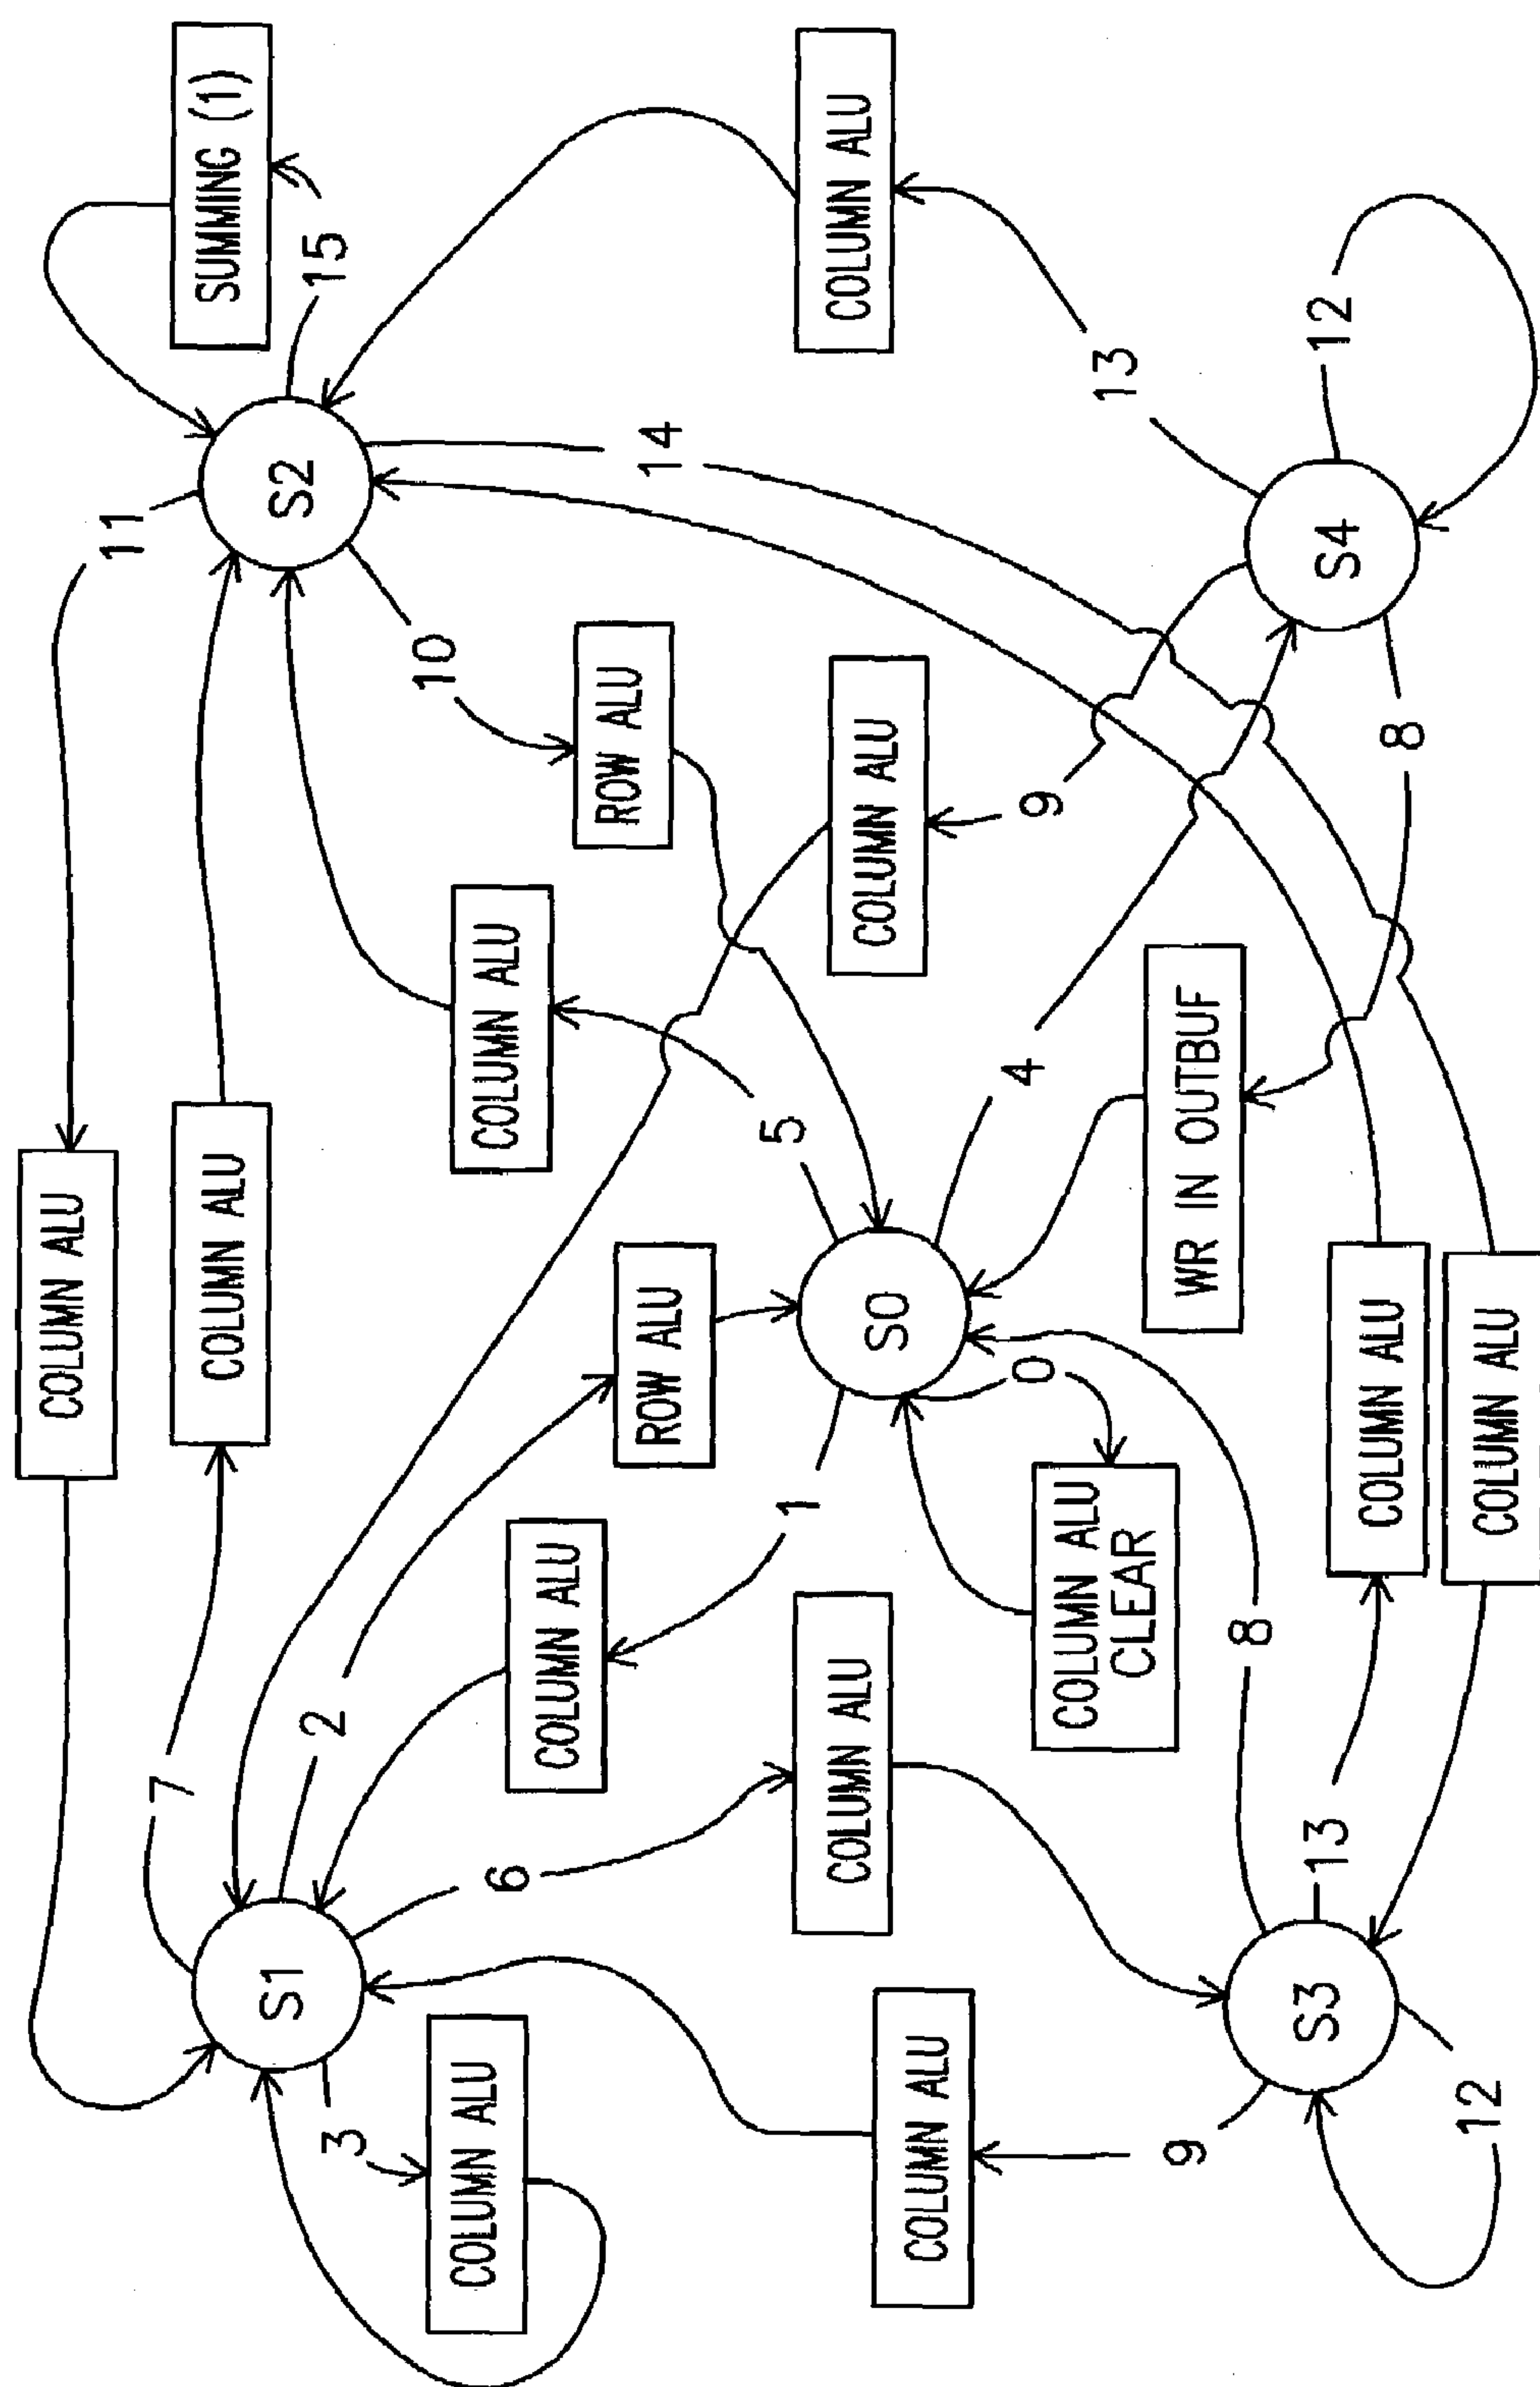 COLUMN ALU
11
7
COLUMN ALU
SUMMING (1)
S1
S2
2
15
3
10
COLUMN ALU
COLUMN ALU
6
COLUMN ALU
ROW ALU
ROW ALU
14
5
1
COLUMN ALU
COLUMN ALU
COLUMN ALU
S0
COLUMN ALU
0
4
9
COLUMN ALU
CLEAR
13
9
WR IN OUTBUF
8
S3
13
S4
12
COLUMN ALU
8
12
COLUMN ALU